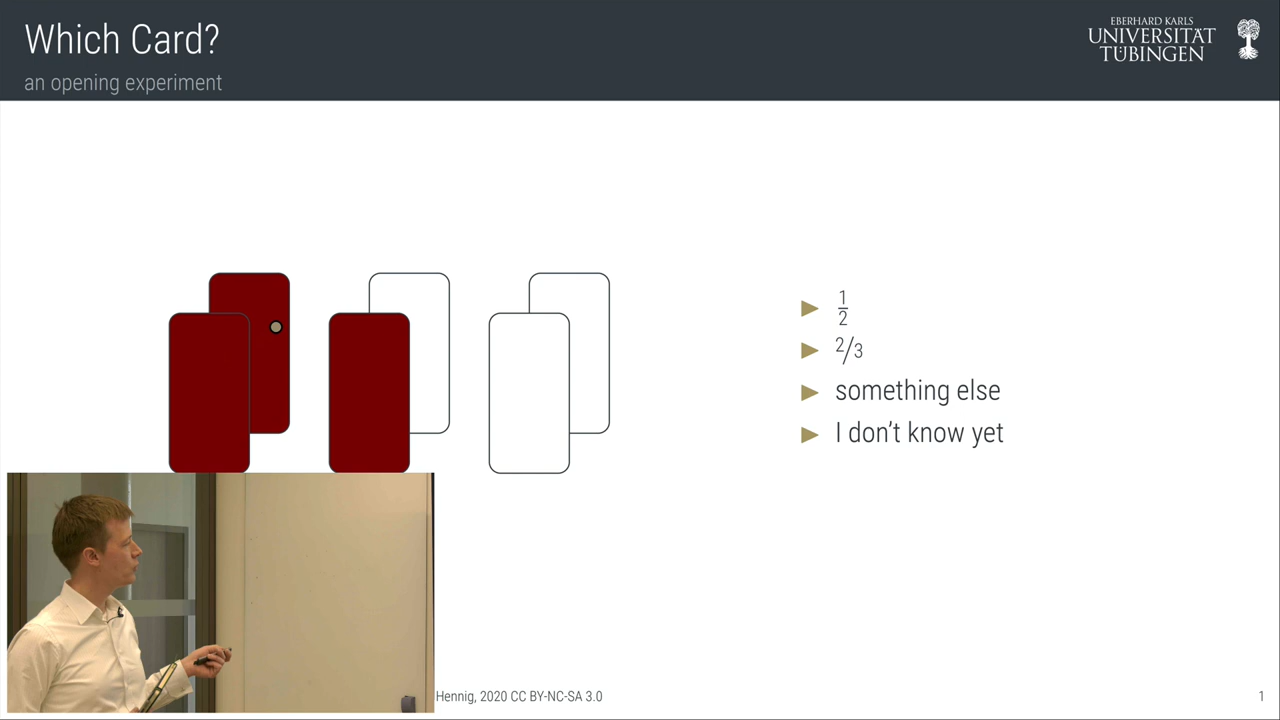 Which Card?
an opening experiment
EBERHARD KARLS
UNIVERSITÄT
TÜBINGEN
1/2
2/3
something else
I don't know yet
Hennig, 2020 CC BY-NC-SA 3.0
1